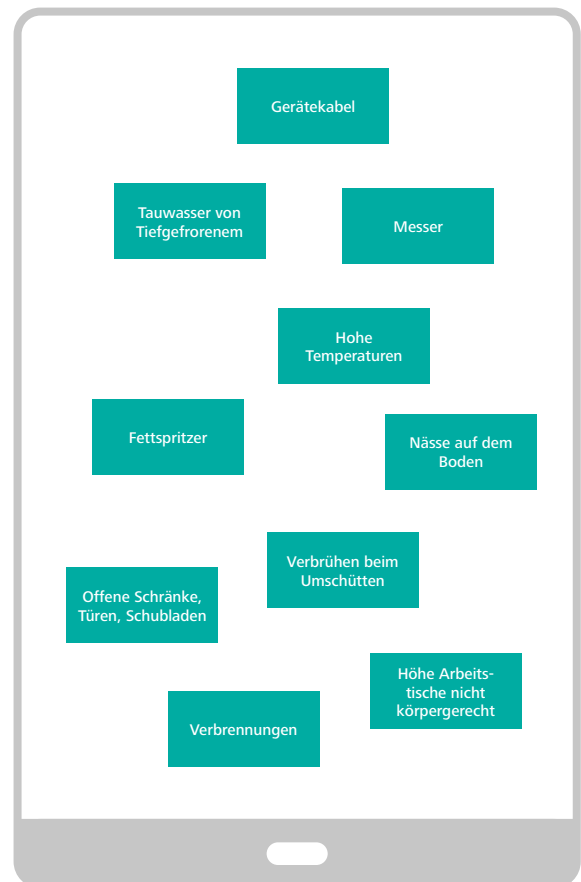 Gerätekabel
Tauwasser von
Tiefgefrorenem
Messer
Hohe
Temperaturen
Fettspritzer
Nässe auf dem
Boden
Verbrühen beim
Umschütten
Offene Schränke,
Türen, Schubladen
Höhe Arbeits-
tische nicht
körpergerecht
Verbrennungen